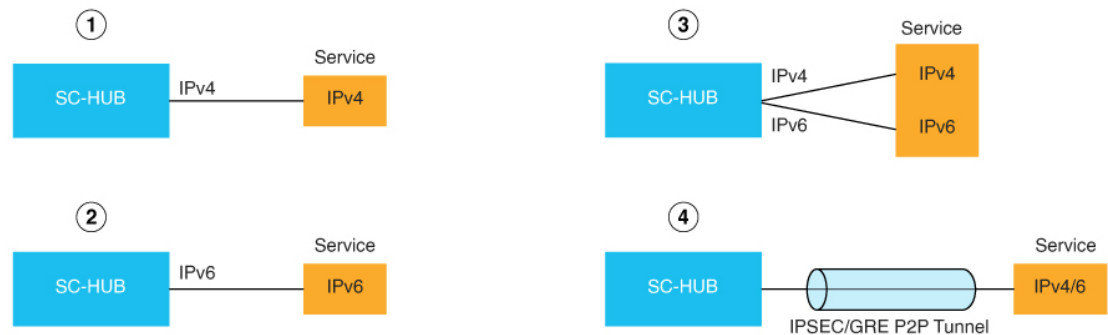 1
Service
SC-HUB
IPv4
IPv4
3
Service
SC-HUB
IPv4
IPv6
IPv4
IPv6
2
Service
SC-HUB
IPv6
IPv6
4
Service
SC-HUB
IPv4/6
IPSEC/GRE P2P Tunnel